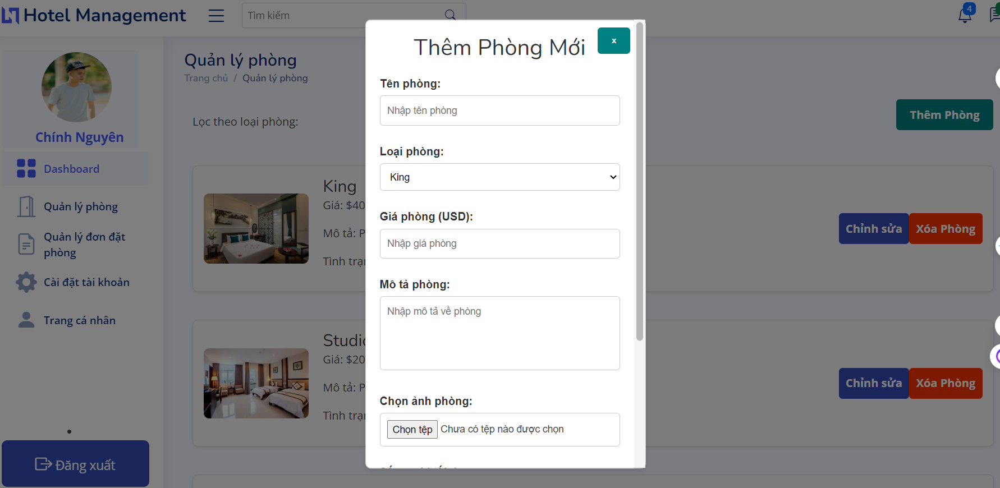 Hotel Management
Tìm kiếm
4
Chính Nguyên
Dashboard
Quản lý phòng
Quản lý đơn đặt
phòng
Cài đặt tài khoản
Trang cá nhân
Đăng xuất
Quản lý phòng
Trang chủ / Quản lý phòng
Lọc theo loại phòng:
Thêm Phòng
King
Giá: $40
Mô tả: P
Tình trạ
Chỉnh sửa Xóa Phòng
Studio
Giá: $20
Mô tả: P
Tình trạ
Chỉnh sửa Xóa Phòng
Thêm Phòng Mới
x
Tên phòng:
Nhập tên phòng
Loại phòng:
King
Giá phòng (USD):
Nhập giá phòng
Mô tả phòng:
Nhập mô tả về phòng
Chọn ảnh phòng:
Chọn tệp Chưa có tệp nào được chọn